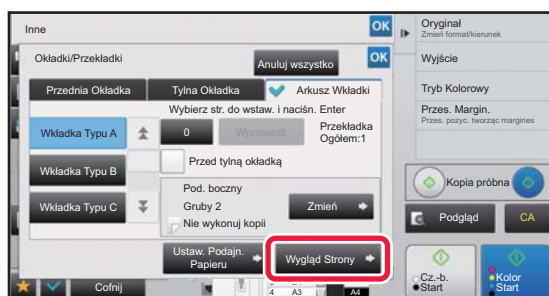 Inne
OK
Okładki/Przekładki
Anuluj wszystko
OK
Przednia Okładka
Tylna Okładka
Arkusz Wkładki
Wybierz str. do wstaw. i naciśn. Enter
Wkładka Typu A
0
Wprowadź
Przekładka
Ogółem:1
Wkładka Typu B
Przed tylną okładką
Wkładka Typu C
Pod. boczny
Gruby 2
Nie wykonuj kopii
Zmień
Ustaw. Podajn.
Papieru
Wygląd Strony
Cofnij
A3
A4
Oryginał
Zmień format/kierunek
Wyjście
Tryb Kolorowy
Przes. Margin.
Przes. pozyc. tworząc margines
Kopia próbna
Podgląd
CA
Cz.-b.
Start
Kolor
Start